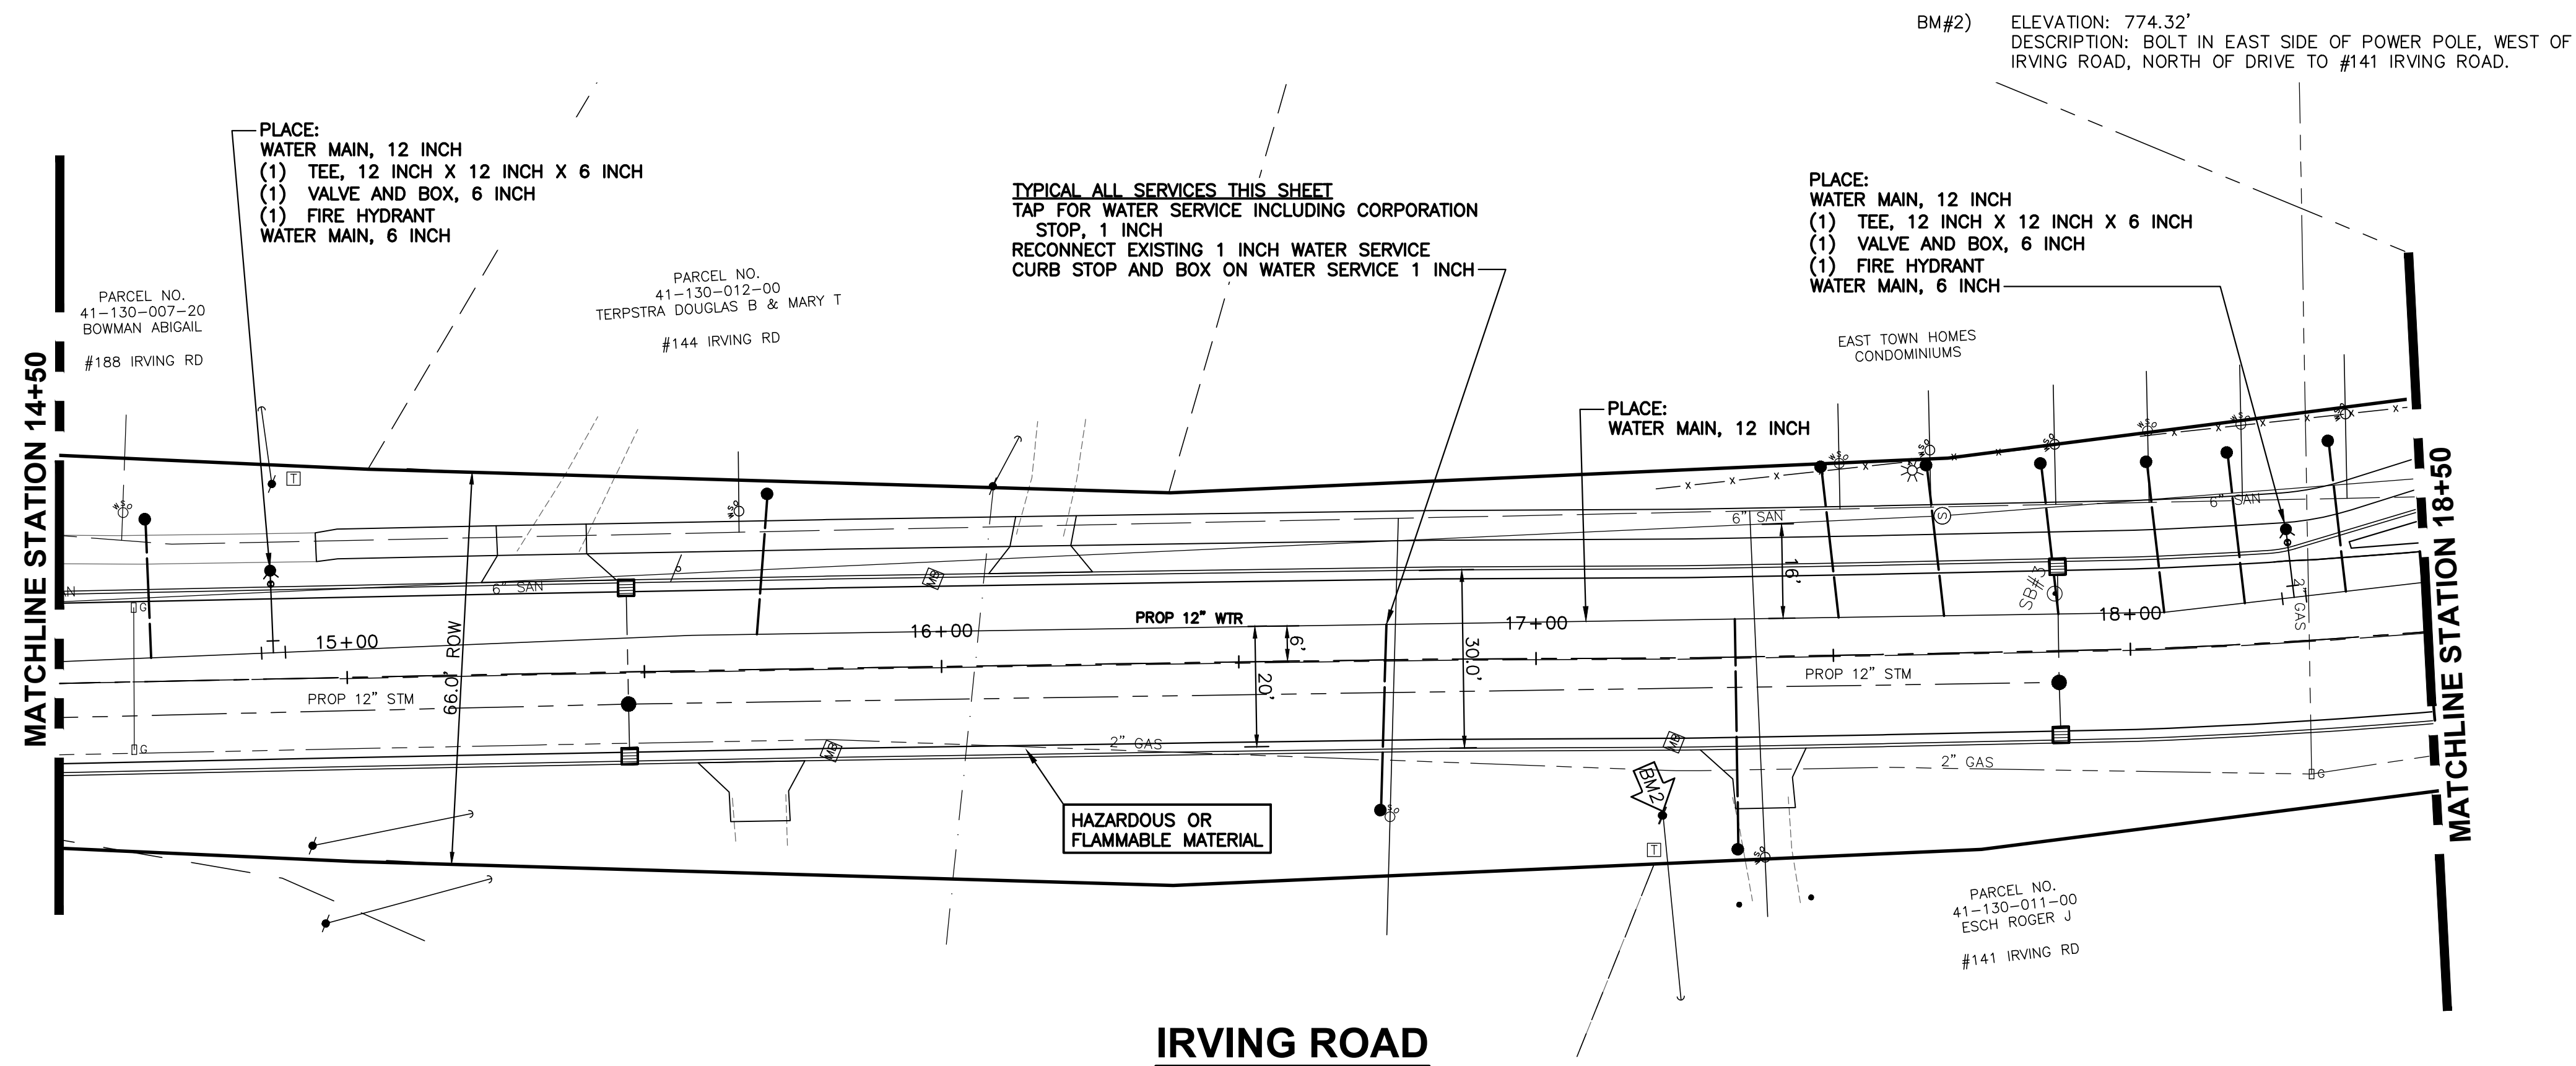 BM#2) ELEVATION: 774.32'
DESCRIPTION: BOLT IN EAST SIDE OF POWER POLE, WEST OF
IRVING ROAD, NORTH OF DRIVE TO #141 IRVING ROAD.
PLACE:
WATER MAIN, 12 INCH
(1) TEE, 12 INCH X 12 INCH X 6 INCH
(1) VALVE AND BOX, 6 INCH
(1) FIRE HYDRANT
WATER MAIN, 6 INCH
TYPICAL ALL SERVICES THIS SHEET
TAP FOR WATER SERVICE INCLUDING CORPORATION
STOP, 1 INCH
RECONNECT EXISTING 1 INCH WATER SERVICE
CURB STOP AND BOX ON WATER SERVICE 1 INCH
PLACE:
WATER MAIN, 12 INCH
(1) TEE, 12 INCH X 12 INCH X 6 INCH
(1) VALVE AND BOX, 6 INCH
(1) FIRE HYDRANT
WATER MAIN, 6 INCH
PARCEL NO.
41-130-007-20
BOWMAN ABIGAIL
#188 IRVING RD
PARCEL NO.
41-130-012-00
TERPSTRA DOUGLAS B & MARY T
#144 IRVING RD
EAST TOWN HOMES
CONDOMINIUMS
PLACE:
WATER MAIN, 12 INCH
MATCHLINE STATION 14+50
MATCHLINE STATION 18+50
T
W.S.O
W.S.O
W.S.O
W.S.O
W.S.O
W.S.O
W.S.O
W.S.O
S
6" SAN
6" SAN
6" SAN
N
G
MB
16'
SB#3
2" GAS
PROP 12" WTR
15+00
16+00
17+00
18+00
66.0' ROW
6'
20'
30.0'
PROP 12" STM
PROP 12" STM
G
MB
2" GAS
MB
2" GAS
G
BM2
S.O
HAZARDOUS OR
FLAMMABLE MATERIAL
T
W.S.O
PARCEL NO.
41-130-011-00
ESCH ROGER J
#141 IRVING RD
IRVING ROAD